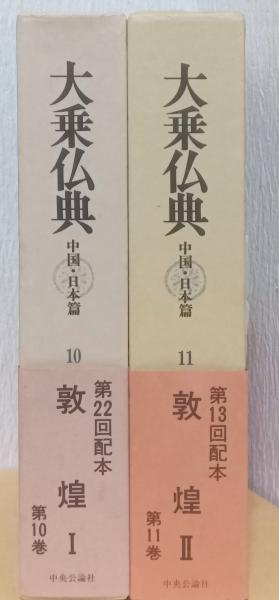 大乗仏典
中国・日本篇
10
第22回配本
敦煌 Ⅰ
第10巻
中央公論社
大乗仏典
中国・日本篇
11
第13回配本
敦煌 Ⅱ
第11巻
中央公論社